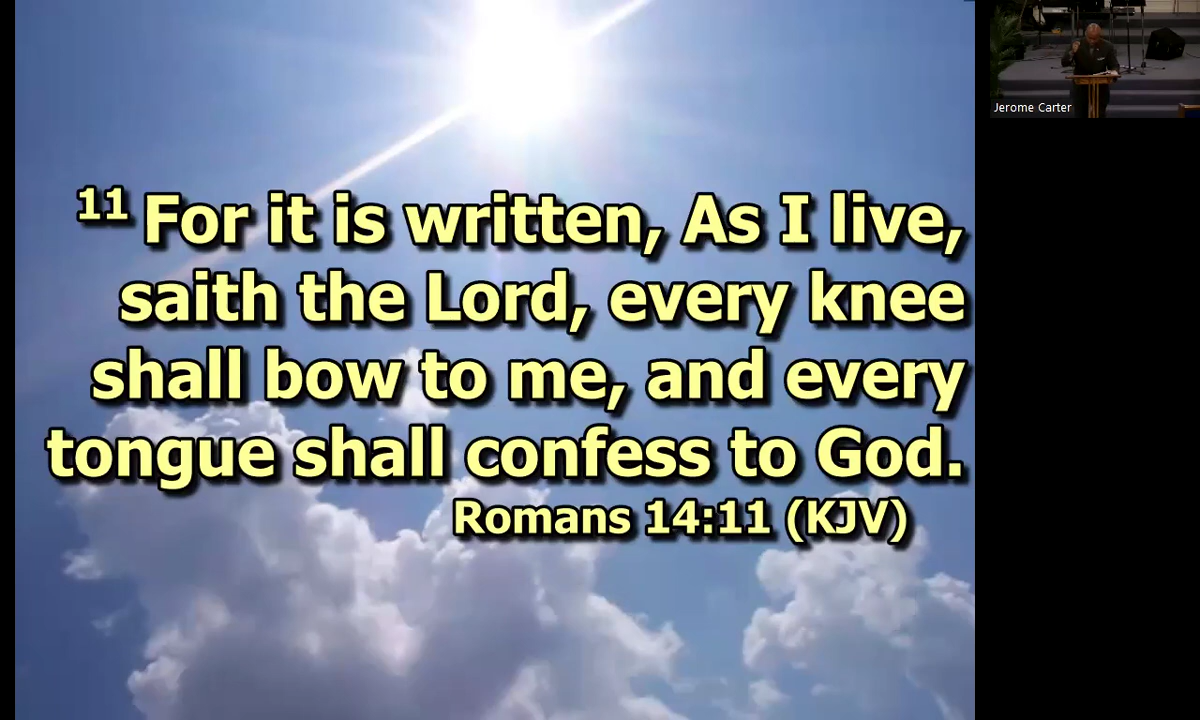 11 For it is written, As I live,
saith the Lord, every knee
shall bow to me, and every
tongue shall confess to God.
Romans 14:11 (KJV)
Jerome Carter